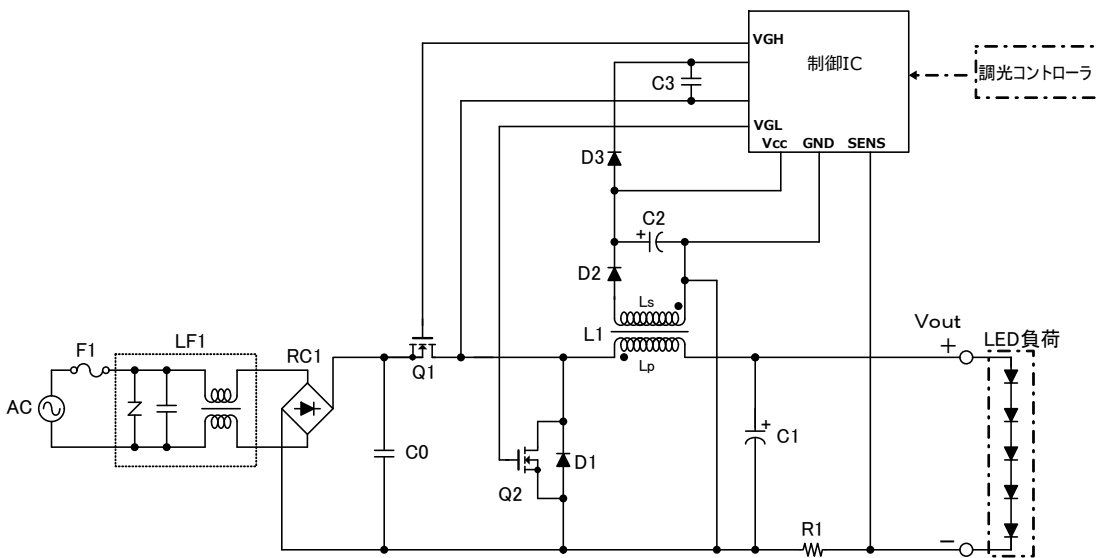 VGH
制御IC
調光コントローラ
C3
VGL
Vcc GND SENS
D3
C2
+
D2
Ls
L1
Lp
Vout
LED負荷
F1
LF1
RC1
Q1
+
AC
C0
Q2
D1
+
C1
R1
−